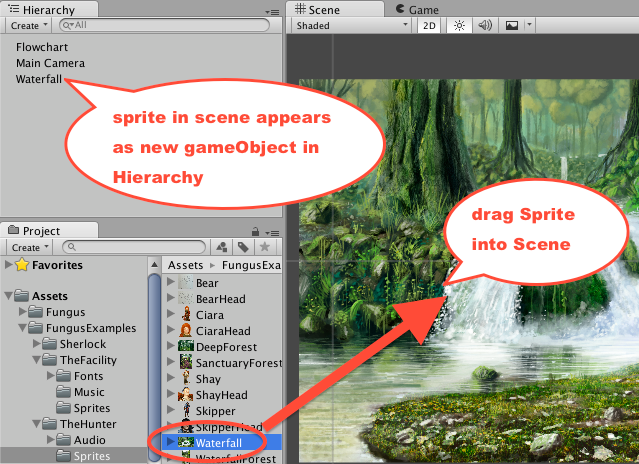 Hierarchy
Create
All
Flowchart
Main Camera
Waterfall
sprite in scene appears
as new gameObject in
Hierarchy
Scene
Game
Shaded
2D
drag Sprite
into Scene
Project
Create
Favorites
Assets
Fungus
FungusExamples
Sherlock
TheFacility
Fonts
Music
Sprites
TheHunter
Audio
Sprites
Assets FungusExa
Bear
BearHead
Ciara
CiaraHead
DeepForest
SanctuaryForest
Shay
ShayHead
Skipper
SkipperHead
Waterfall
WaterfallForest